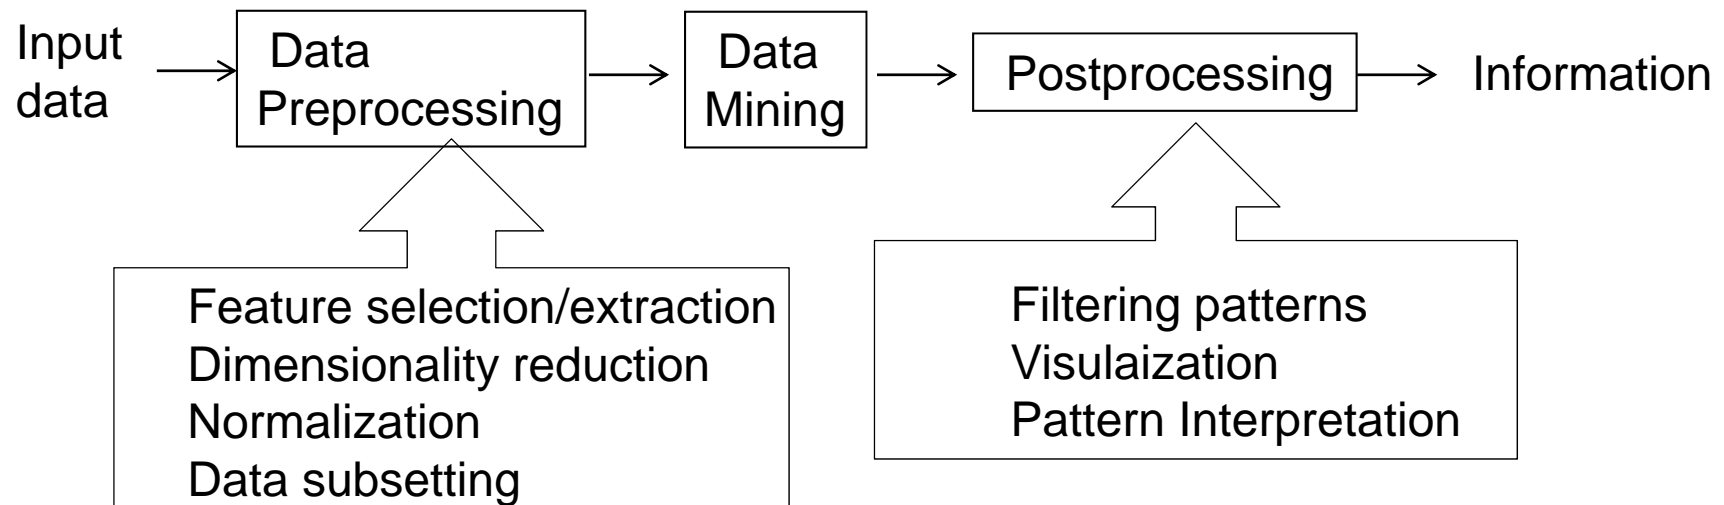 Input
data
Data
Preprocessing
Data
Mining
Postprocessing
Information
Feature selection/extraction
Dimensionality reduction
Normalization
Data subsetting
Filtering patterns
Visulaization
Pattern Interpretation